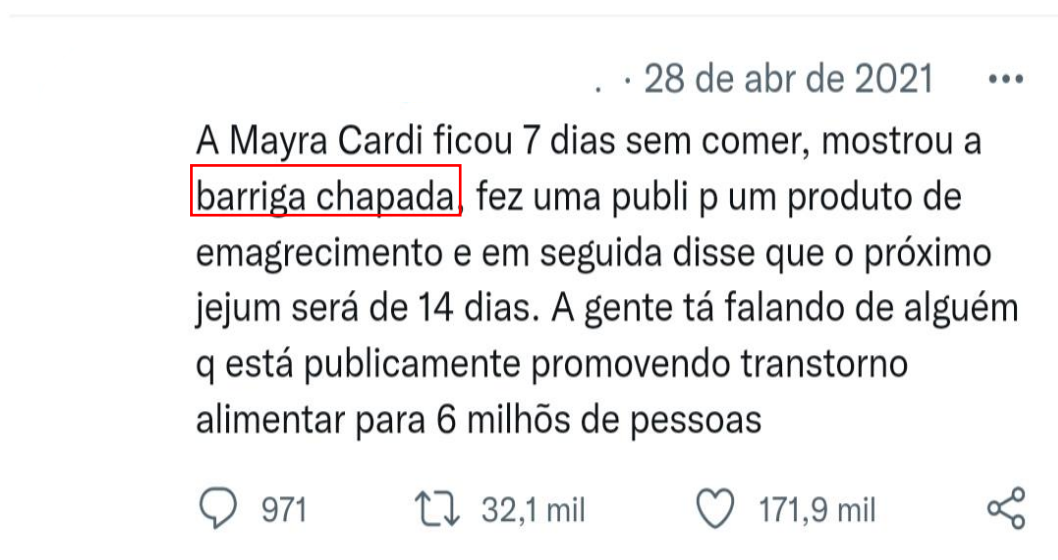 . · 28 de abr de 2021 •••
A Mayra Cardi ficou 7 dias sem comer, mostrou a
barriga chapada, fez uma publi p um produto de
emagrecimento e em seguida disse que o próximo
jejum será de 14 dias. A gente tá falando de alguém
q está publicamente promovendo transtorno
alimentar para 6 milhõs de pessoas
971 32,1 mil 171,9 mil